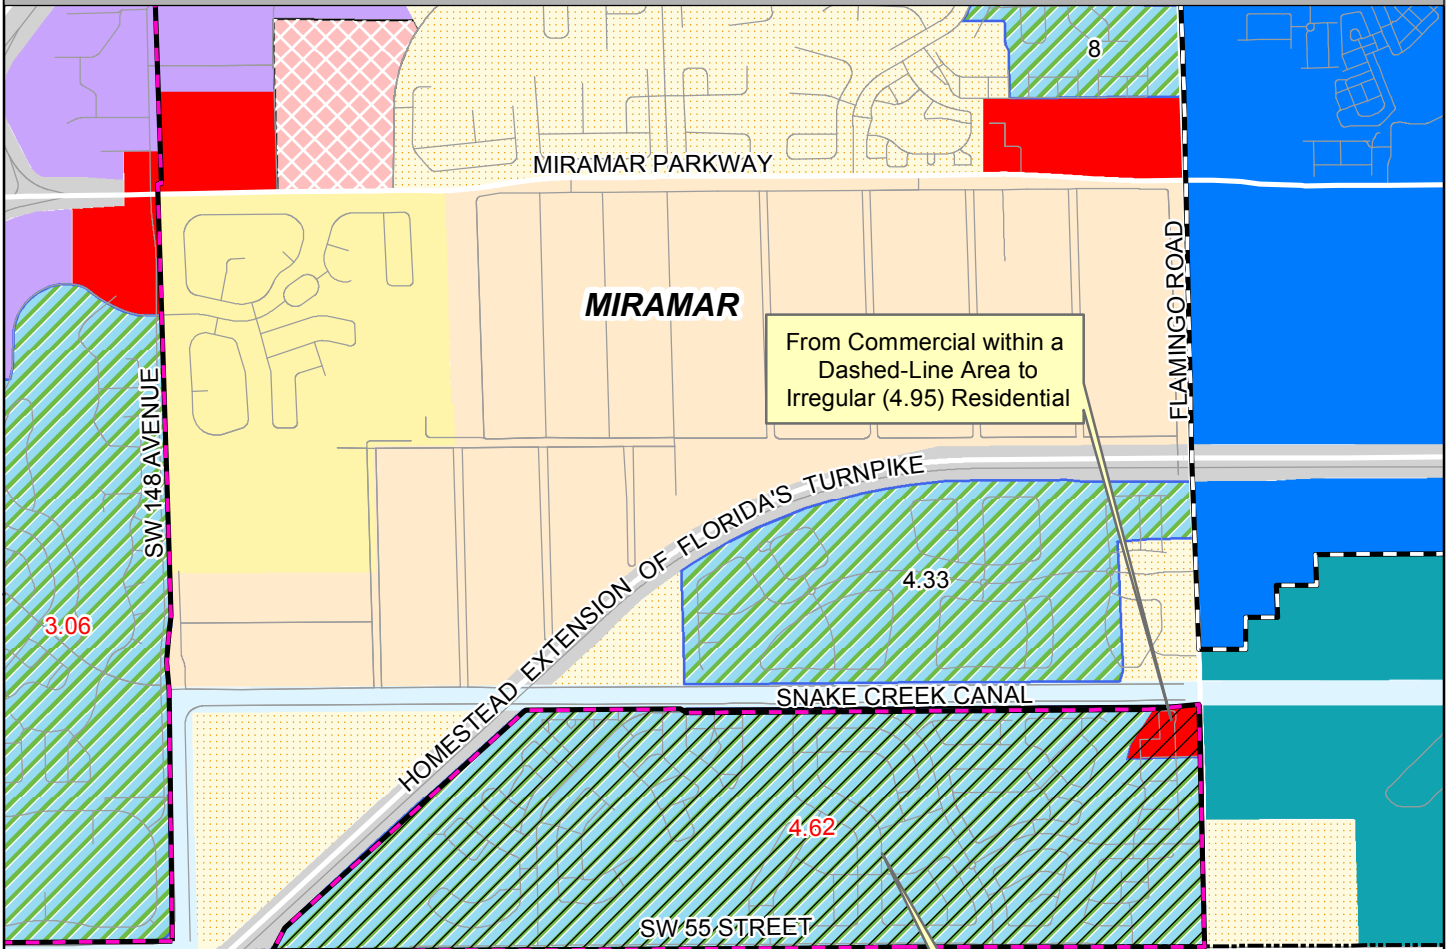 8
MIRAMAR PARKWAY
FLAMINGO ROAD
MIRAMAR
From Commercial within a
Dashed-Line Area to
Irregular (4.95) Residential
SW 148 AVENUE
HOMESTEAD EXTENSION OF FLORIDA'S TURNPIKE
4.33
3.06
SNAKE CREEK CANAL
4.62
SW 55 STREET